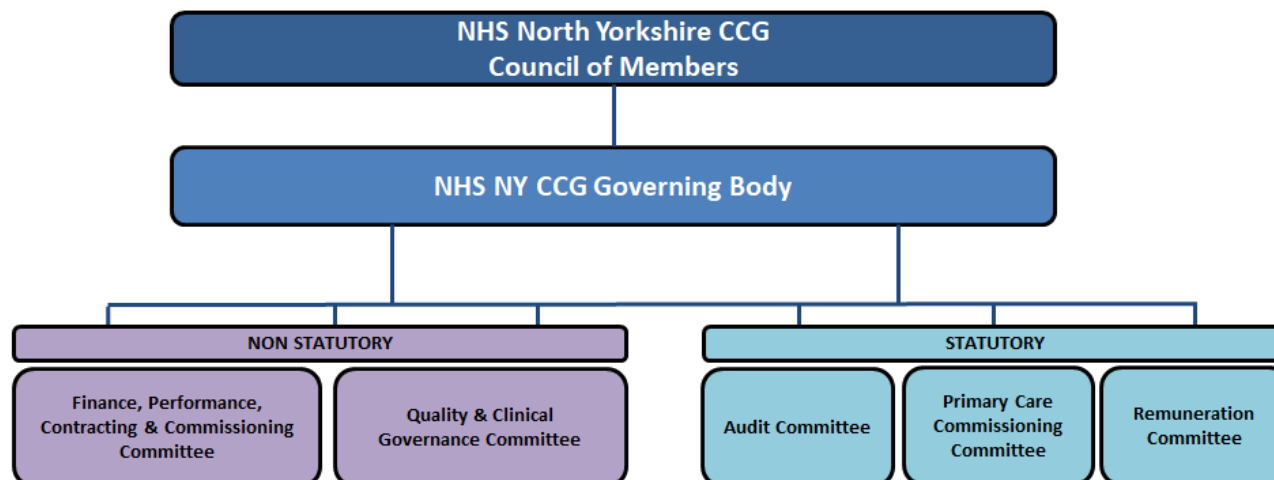 NHS North Yorkshire CCG
Council of Members
NHS NY CCG Governing Body
NON STATUTORY
STATUTORY
Finance, Performance,
Contracting & Commissioning
Committee
Quality & Clinical
Governance Committee
Audit Committee
Primary Care
Commissioning
Committee
Remuneration
Committee